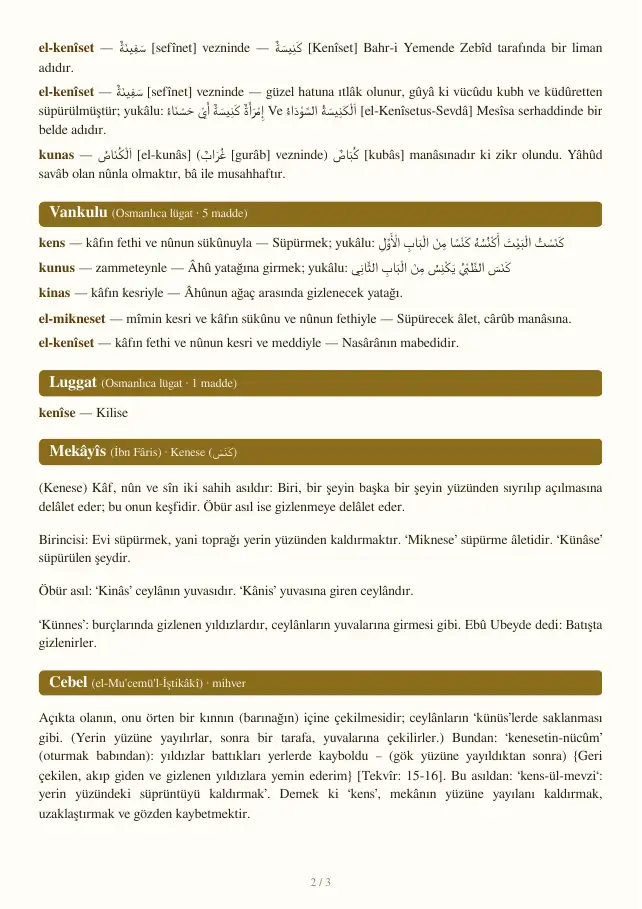 el-kenîset — سَفِينَةٌ [sefînet] vezninde — كَنِيسَةٌ [Kenîset] Bahr-i Yemende Zebîd tarafında bir liman
adıdır.
el-kenîset — سَفِينَةٌ [sefînet] vezninde — güzel hatuna ıtlâk olunur, gûyâ ki vücûdu kubh ve küdûretten
süpürülmüştür; yukâlu: إِمْرَأَةٌ كَنِيسَةٌ أَيْ حَسْنَاءُ Ve اَلْكَنِيسَةُ السَّوْدَاءُ [el-Kenîsetus-Sevdâ] Mesîsa serhaddinde bir
belde adıdır.
kunas — اَلْكُنَاصُ [el-kunâs] (غُرَابٌ [gurâb] vezninde) كُبَاصٌ [kubâs] manâsınadır ki zikr olundu. Yâhûd
savâb olan nûnla olmaktır, bâ ile musahhaftır.
Vankulu (Osmanlıca lügat · 5 madde)
kens — kâfın fethi ve nûnun sükûnuyla — Süpürmek; yukâlu: كَنَسْتُ الْبَيْتَ أَكْنُسُهُ كَنْسًا مِنَ الْبَابِ الْأَوَّلِ
kunus — zammeteynle — Âhû yatağına girmek; yukâlu: كَنَسَ الظَّبْيُ يَكْنِسُ مِنَ الْبَابِ الثَّانِى
kinas — kâfın kesriyle — Âhûnun ağaç arasında gizlenecek yatağı.
el-mikneset — mîmin kesri ve kâfın sükûnu ve nûnun fethiyle — Süpürecek âlet, cârûb manâsına.
el-kenîset — kâfın fethi ve nûnun kesri ve meddiyle — Nasârânın mabedidir.
Luggat (Osmanlıca lügat · 1 madde)
kenîse — Kilise
Mekâyîs (İbn Fâris) · Kenese (كَنَسَ)
(Kenese) Kâf, nûn ve sîn iki sahih asıldır: Biri, bir şeyin başka bir şeyin yüzünden sıyrılıp açılmasına
delâlet eder; bu onun keşfidir. Öbür asıl ise gizlenmeye delâlet eder.
Birincisi: Evi süpürmek, yani toprağı yerin yüzünden kaldırmaktır. ‘Miknese’ süpürme âletidir. ‘Künâse’
süpürülen şeydir.
Öbür asıl: ‘Kinâs’ ceylânın yuvasıdır. ‘Kânis’ yuvasına giren ceylândır.
‘Künnes’: burçlarında gizlenen yıldızlardır, ceylânların yuvalarına girmesi gibi. Ebû Ubeyde dedi: Batışta
gizlenirler.
Cebel (el-Mu'cemü'l-İştikâkî) · mihver
Açıkta olanın, onu örten bir kınnın (barınağın) içine çekilmesidir; ceylânların ‘künüs’lerde saklanması
gibi. (Yerin yüzüne yayılırlar, sonra bir tarafa, yuvalarına çekilirler.) Bundan: ‘kenesetin-nücûm’
(oturmak babından): yıldızlar battıkları yerlerde kayboldu – (gök yüzüne yayıldıktan sonra) {Geri
çekilen, akıp giden ve gizlenen yıldızlara yemin ederim} [Tekvîr: 15-16]. Bu asıldan: ‘kens-ül-mevzi‘:
yerin yüzündeki süprüntüyü kaldırmak’. Demek ki ‘kens’, mekânın yüzüne yayılanı kaldırmak,
uzaklaştırmak ve gözden kaybetmektir.
2 / 3